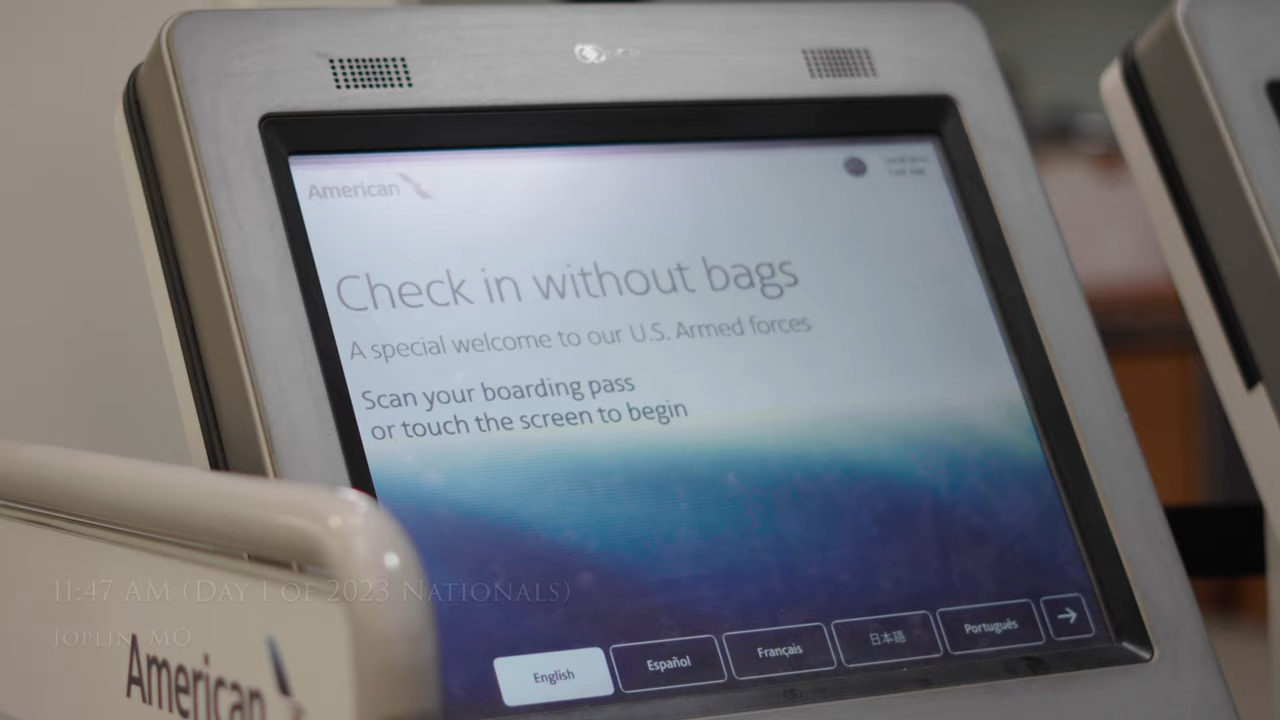 American
Check in without bags
A special welcome to our U.S. Armed forces
Scan your boarding pass
or touch the screen to begin
English
Español
Français
日本語
Português
→
11:47 AM (Day 1 of 2023 Nationals)
Joplin, MO
American